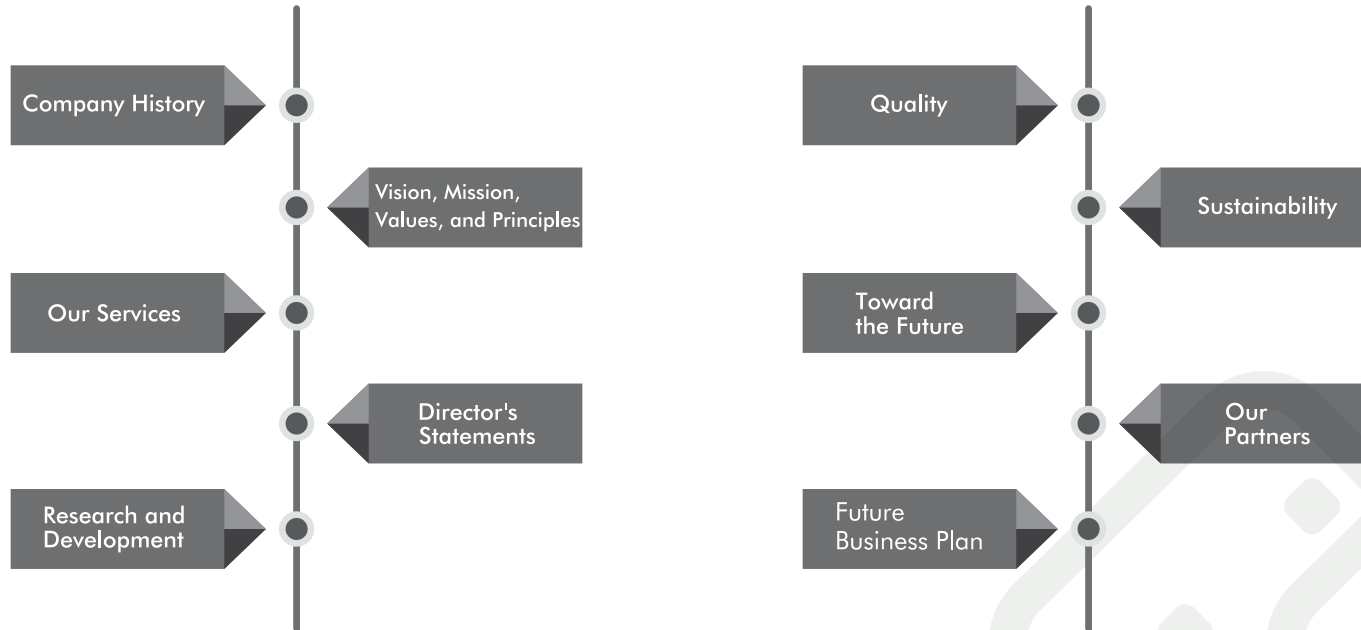 Company History
Vision, Mission,
Values, and Principles
Our Services
Director's
Statements
Research and
Development
Quality
Sustainability
Toward
the Future
Our
Partners
Future
Business Plan